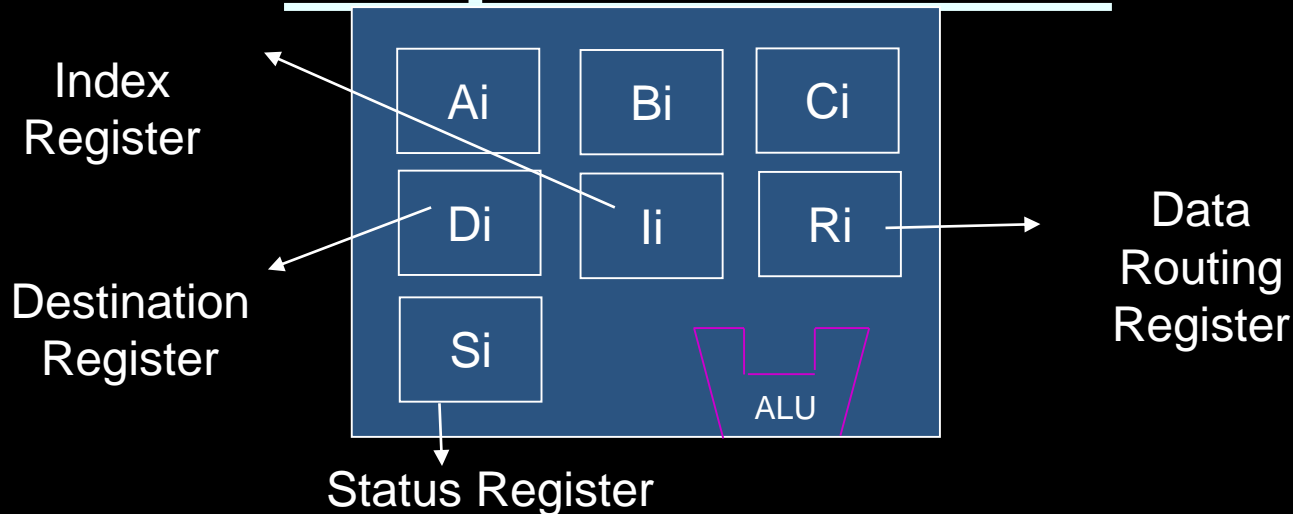 Index
Register
Ai
Bi
Ci
Di
Ii
Ri
Data
Routing
Register
Destination
Register
Si
ALU
Status Register